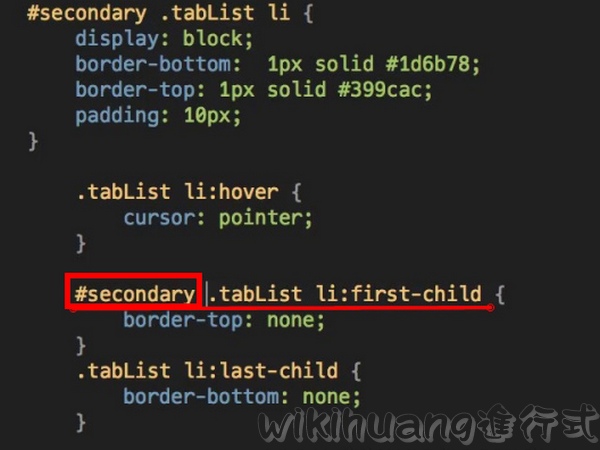 #secondary .tabList li {
display: block;
border-bottom:  1px solid #1d6b78;
border-top: 1px solid #399cac;
padding: 10px;
}
.tabList li:hover {
cursor: pointer;
}
#secondary .tabList li:first-child {
border-top: none;
}
.tabList li:last-child {
border-bottom: none;
}
wikihuang進行式